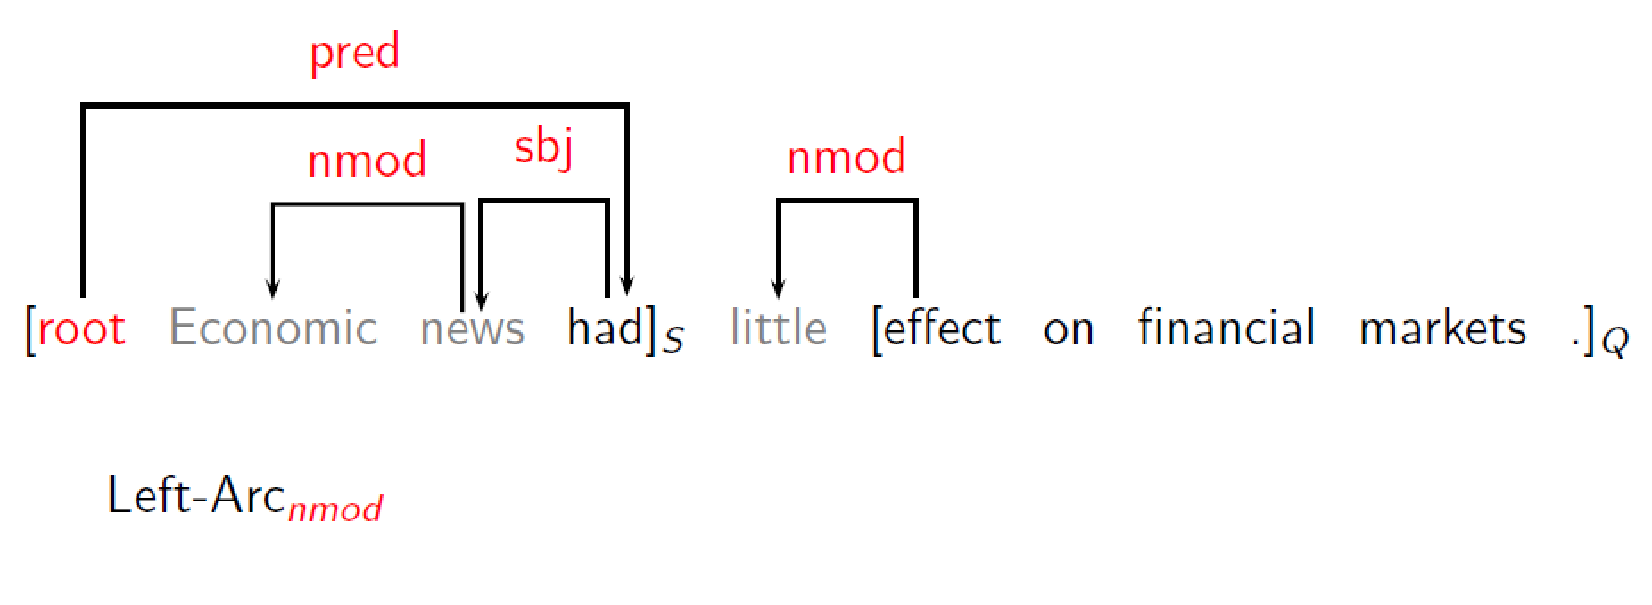 pred
nmod sbj nmod
[root Economic news had]S little [effect on financial markets .]Q
Left-Arcnmod